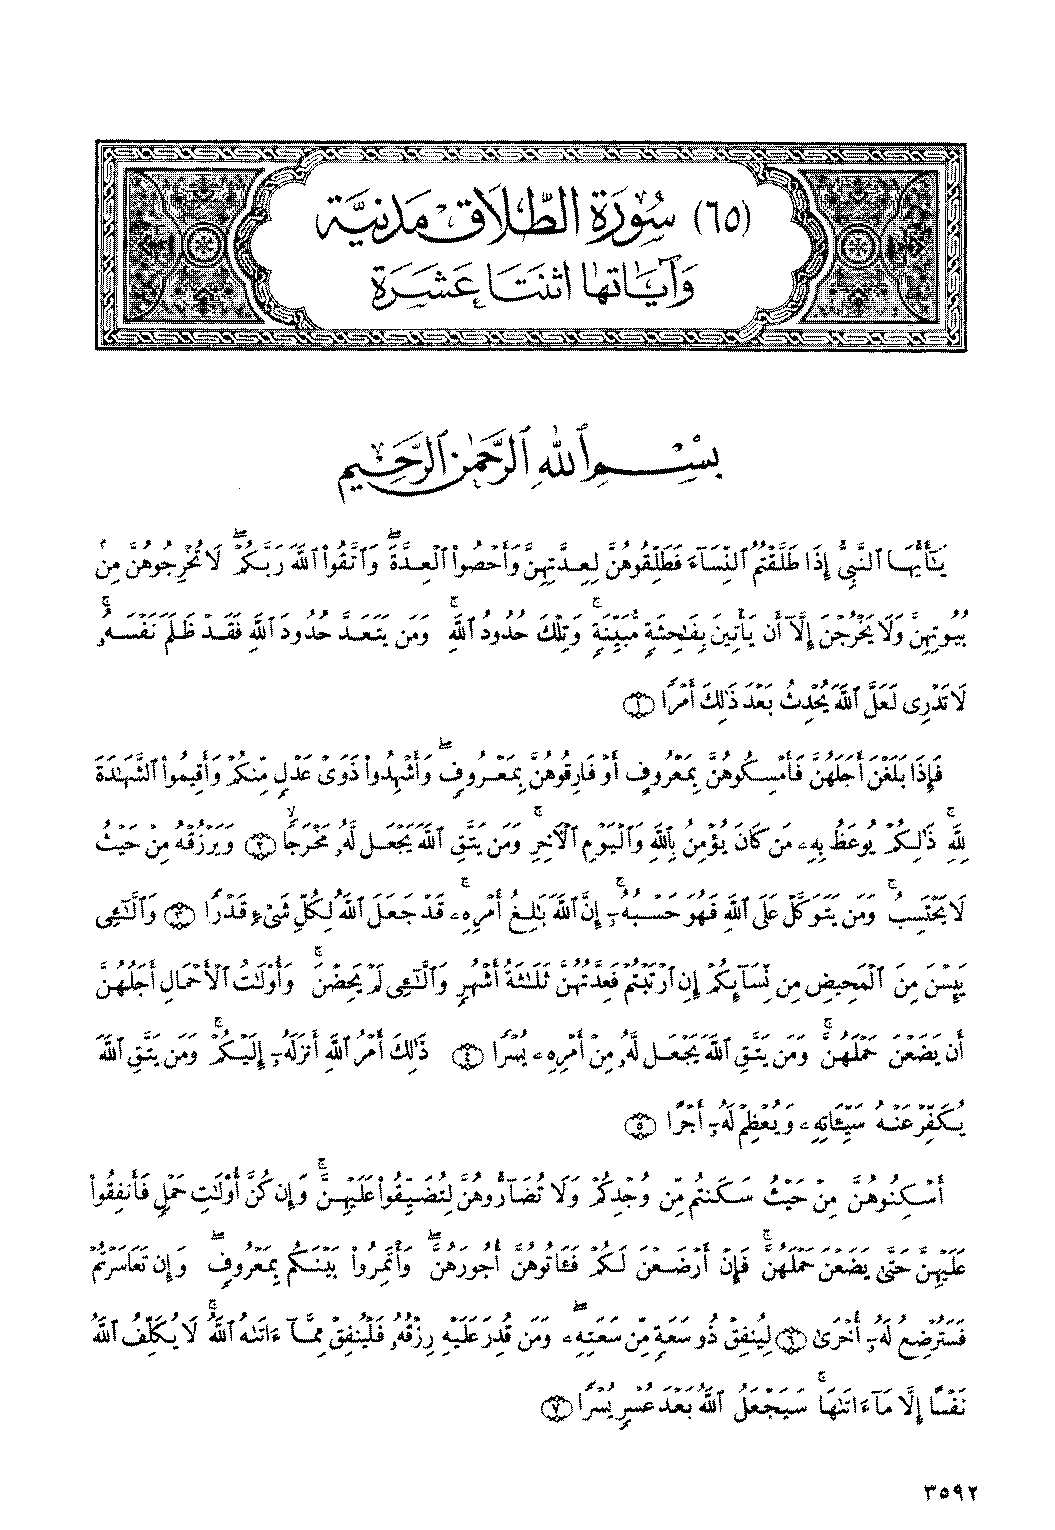 (٦٥) سُورَة الطَّلَاق مَدَنِيَّة
وَآيَاتهَا اثْنَتَا عَشَرَة
بِسْمِ ٱللَّهِ ٱلرَّحْمَٰنِ ٱلرَّحِيمِ
يَٰٓأَيُّهَا ٱلنَّبِىُّ إِذَا طَلَّقْتُمُ ٱلنِّسَآءَ فَطَلِّقُوهُنَّ لِعِدَّتِهِنَّ وَأَحْصُوا۟ ٱلْعِدَّةَ ۖ وَٱتَّقُوا۟ ٱللَّهَ رَبَّكُمْ ۖ لَا تُخْرِجُوهُنَّ مِنۢ
بُيُوتِهِنَّ وَلَا يَخْرُجْنَ إِلَّآ أَن يَأْتِينَ بِفَٰحِشَةٍ مُّبَيِّنَةٍ ۚ وَتِلْكَ حُدُودُ ٱللَّهِ ۚ وَمَن يَتَعَدَّ حُدُودَ ٱللَّهِ فَقَدْ ظَلَمَ نَفْسَهُۥ ۚ
لَا تَدْرِى لَعَلَّ ٱللَّهَ يُحْدِثُ بَعْدَ ذَٰلِكَ أَمْرًا ۝١
فَإِذَا بَلَغْنَ أَجَلَهُنَّ فَأَمْسِكُوهُنَّ بِمَعْرُوفٍ أَوْ فَارِقُوهُنَّ بِمَعْرُوفٍ ۖ وَأَشْهِدُوا۟ ذَوَىْ عَدْلٍ مِّنكُمْ وَأَقِيمُوا۟ ٱلشَّهَٰدَةَ
لِلَّهِ ۚ ذَٰلِكُمْ يُوعَظُ بِهِۦ مَن كَانَ يُؤْمِنُ بِٱللَّهِ وَٱلْيَوْمِ ٱلْءَاخِرِ ۚ وَمَن يَتَّقِ ٱللَّهَ يَجْعَل لَّهُۥ مَخْرَجًا ۙ ۝٢ وَيَرْزُقْهُ مِنْ حَيْثُ
لَا يَحْتَسِبُ ۚ وَمَن يَتَوَكَّلْ عَلَى ٱللَّهِ فَهُوَ حَسْبُهُۥٓ ۚ إِنَّ ٱللَّهَ بَٰلِغُ أَمْرِهِۦ ۚ قَدْ جَعَلَ ٱللَّهُ لِكُلِّ شَىْءٍ قَدْرًا ۝٣ وَٱلَّٰٓـِٔى
يَئِسْنَ مِنَ ٱلْمَحِيضِ مِن نِّسَآئِكُمْ إِنِ ٱرْتَبْتُمْ فَعِدَّتُهُنَّ ثَلَٰثَةُ أَشْهُرٍ وَٱلَّٰٓـِٔى لَمْ يَحِضْنَ ۚ وَأُو۟لَٰتُ ٱلْأَحْمَالِ أَجَلُهُنَّ
أَن يَضَعْنَ حَمْلَهُنَّ ۚ وَمَن يَتَّقِ ٱللَّهَ يَجْعَل لَّهُۥ مِنْ أَمْرِهِۦ يُسْرًا ۝٤ ذَٰلِكَ أَمْرُ ٱللَّهِ أَنزَلَهُۥٓ إِلَيْكُمْ ۚ وَمَن يَتَّقِ ٱللَّهَ
يُكَفِّرْ عَنْهُ سَيِّـَٔاتِهِۦ وَيُعْظِمْ لَهُۥٓ أَجْرًا ۝٥
أَسْكِنُوهُنَّ مِنْ حَيْثُ سَكَنتُم مِّن وُجْدِكُمْ وَلَا تُضَآرُّوهُنَّ لِتُضَيِّقُوا۟ عَلَيْهِنَّ ۚ وَإِن كُنَّ أُو۟لَٰتِ حَمْلٍ فَأَنفِقُوا۟
عَلَيْهِنَّ حَتَّىٰ يَضَعْنَ حَمْلَهُنَّ ۚ فَإِنْ أَرْضَعْنَ لَكُمْ فَـَٔاتُوهُنَّ أُجُورَهُنَّ ۖ وَأْتَمِرُوا۟ بَيْنَكُم بِمَعْرُوفٍ ۖ وَإِن تَعَاسَرْتُمْ
فَسَتُرْضِعُ لَهُۥٓ أُخْرَىٰ ۝٦ لِيُنفِقْ ذُو سَعَةٍ مِّن سَعَتِهِۦ ۖ وَمَن قُدِرَ عَلَيْهِ رِزْقُهُۥ فَلْيُنفِقْ مِمَّآ ءَاتَىٰهُ ٱللَّهُ ۚ لَا يُكَلِّفُ ٱللَّهُ
نَفْسًا إِلَّا مَآ ءَاتَىٰهَا ۚ سَيَجْعَلُ ٱللَّهُ بَعْدَ عُسْرٍ يُسْرًا ۝٧
٣٥٩٢